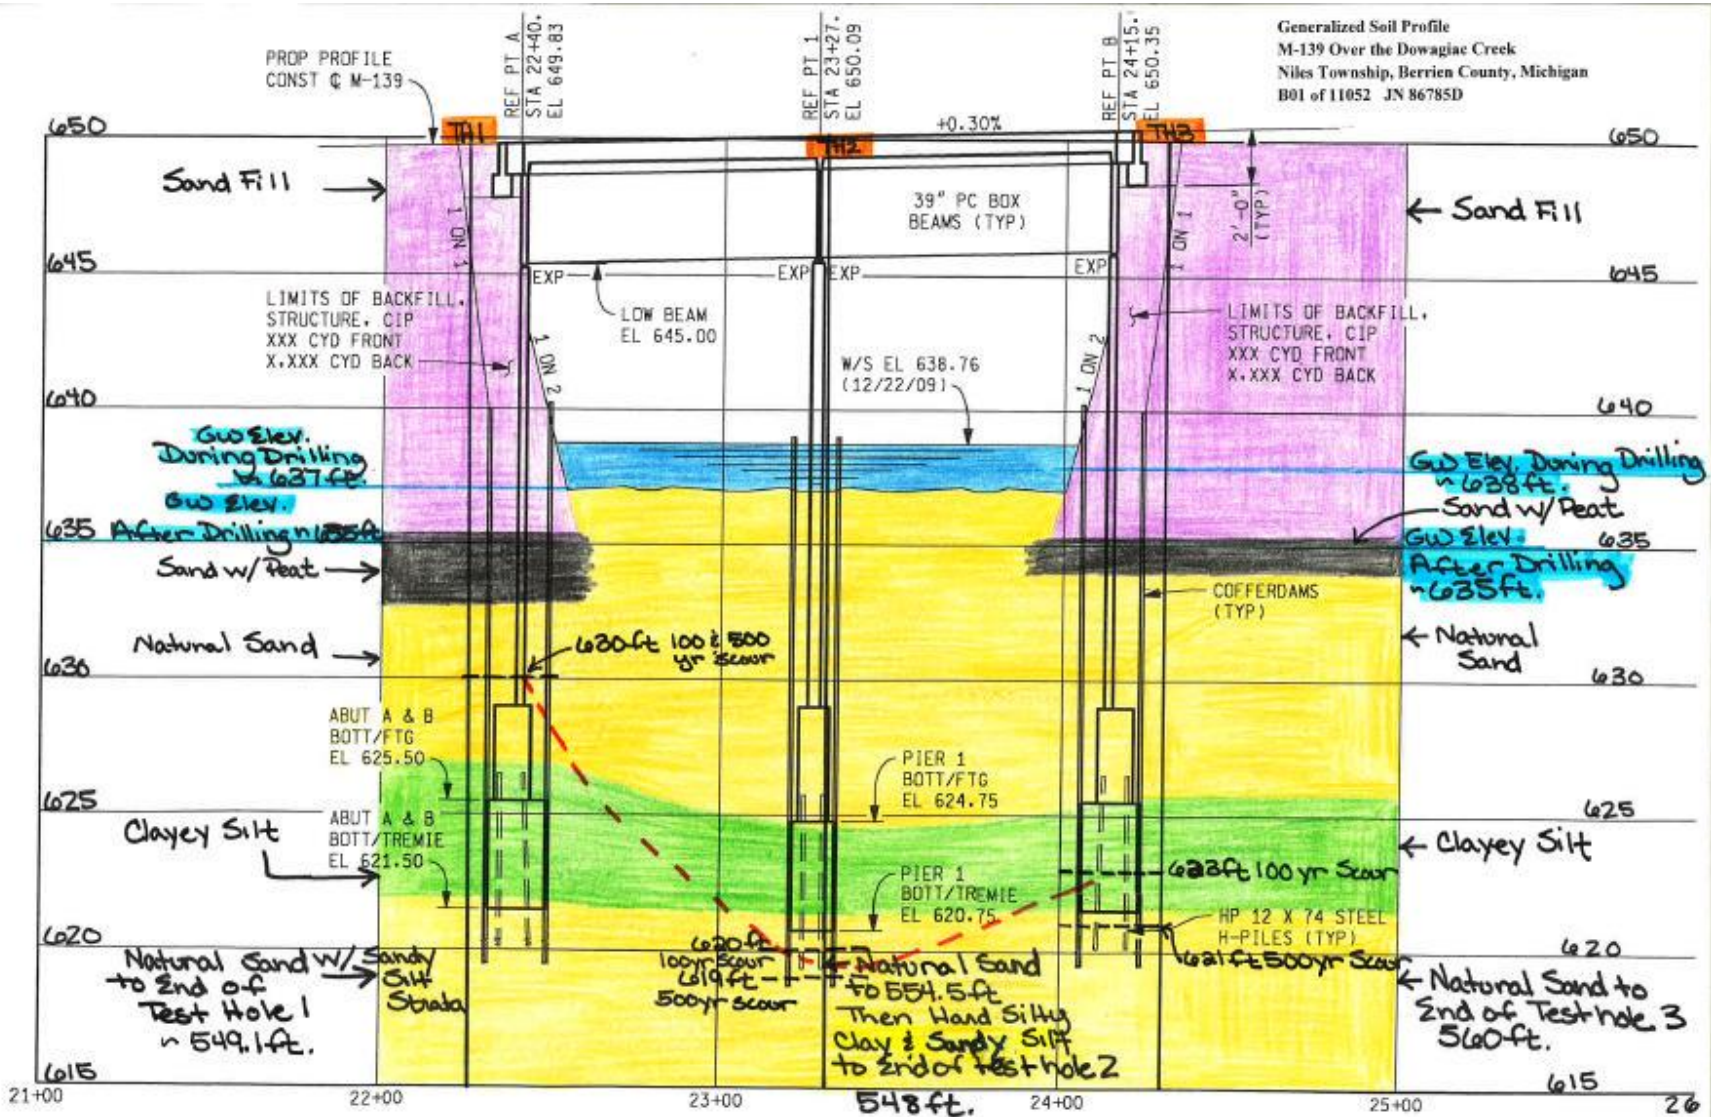 Generalized Soil Profile
M-139 Over the Dowagiac Creek
Niles Township, Berrien County, Michigan
B01 of 11052 JN 86785D
PROP PROFILE
CONST ℄ M-139
REF PT A
STA 22+40.
EL 649.83
REF PT 1
STA 23+27.
EL 650.09
REF PT B
STA 24+15.
EL 650.35
+0.30%
TH1
TH2
TH3
650
650
Sand Fill
Sand Fill
39" PC BOX
BEAMS (TYP)
2'-0"
(TYP)
1 ON 1
1 ON 1
645
645
EXP
EXP
EXP
EXP
LIMITS OF BACKFILL,
STRUCTURE, CIP
XXX CYD FRONT
X,XXX CYD BACK
LOW BEAM
EL 645.00
LIMITS OF BACKFILL,
STRUCTURE, CIP
XXX CYD FRONT
X,XXX CYD BACK
1 ON 2
1 ON 2
W/S EL 638.76
(12/22/09)
640
640
GW Elev.
During Drilling
~ 637 ft.
GW Elev.
After Drilling ~ 635 ft
GW Elev. During Drilling
~ 638 ft.
Sand w/ Peat
GW Elev.
After Drilling
~ 635 ft.
635
635
Sand w/ Peat
COFFERDAMS
(TYP)
Natural Sand
630 ft 100 & 500
yr scour
Natural
Sand
630
630
ABUT A & B
BOTT/FTG
EL 625.50
PIER 1
BOTT/FTG
EL 624.75
625
625
Clayey Silt
ABUT A & B
BOTT/TREMIE
EL 621.50
Clayey Silt
623 ft 100 yr Scour
PIER 1
BOTT/TREMIE
EL 620.75
HP 12 X 74 STEEL
H-PILES (TYP)
621 ft 500 yr Scour
620
620
620 ft
100 yr Scour
619 ft
500 yr scour
Natural Sand w/ Sandy
to End of Silt
Test Hole 1 Strata
~ 549.1 ft.
Natural Sand
to 554.5 ft
Then Hard Silty
Clay & Sandy Silt
to End of test hole 2
548 ft.
Natural Sand to
End of Test hole 3
560 ft.
615
615
21+00
22+00
23+00
24+00
25+00
26